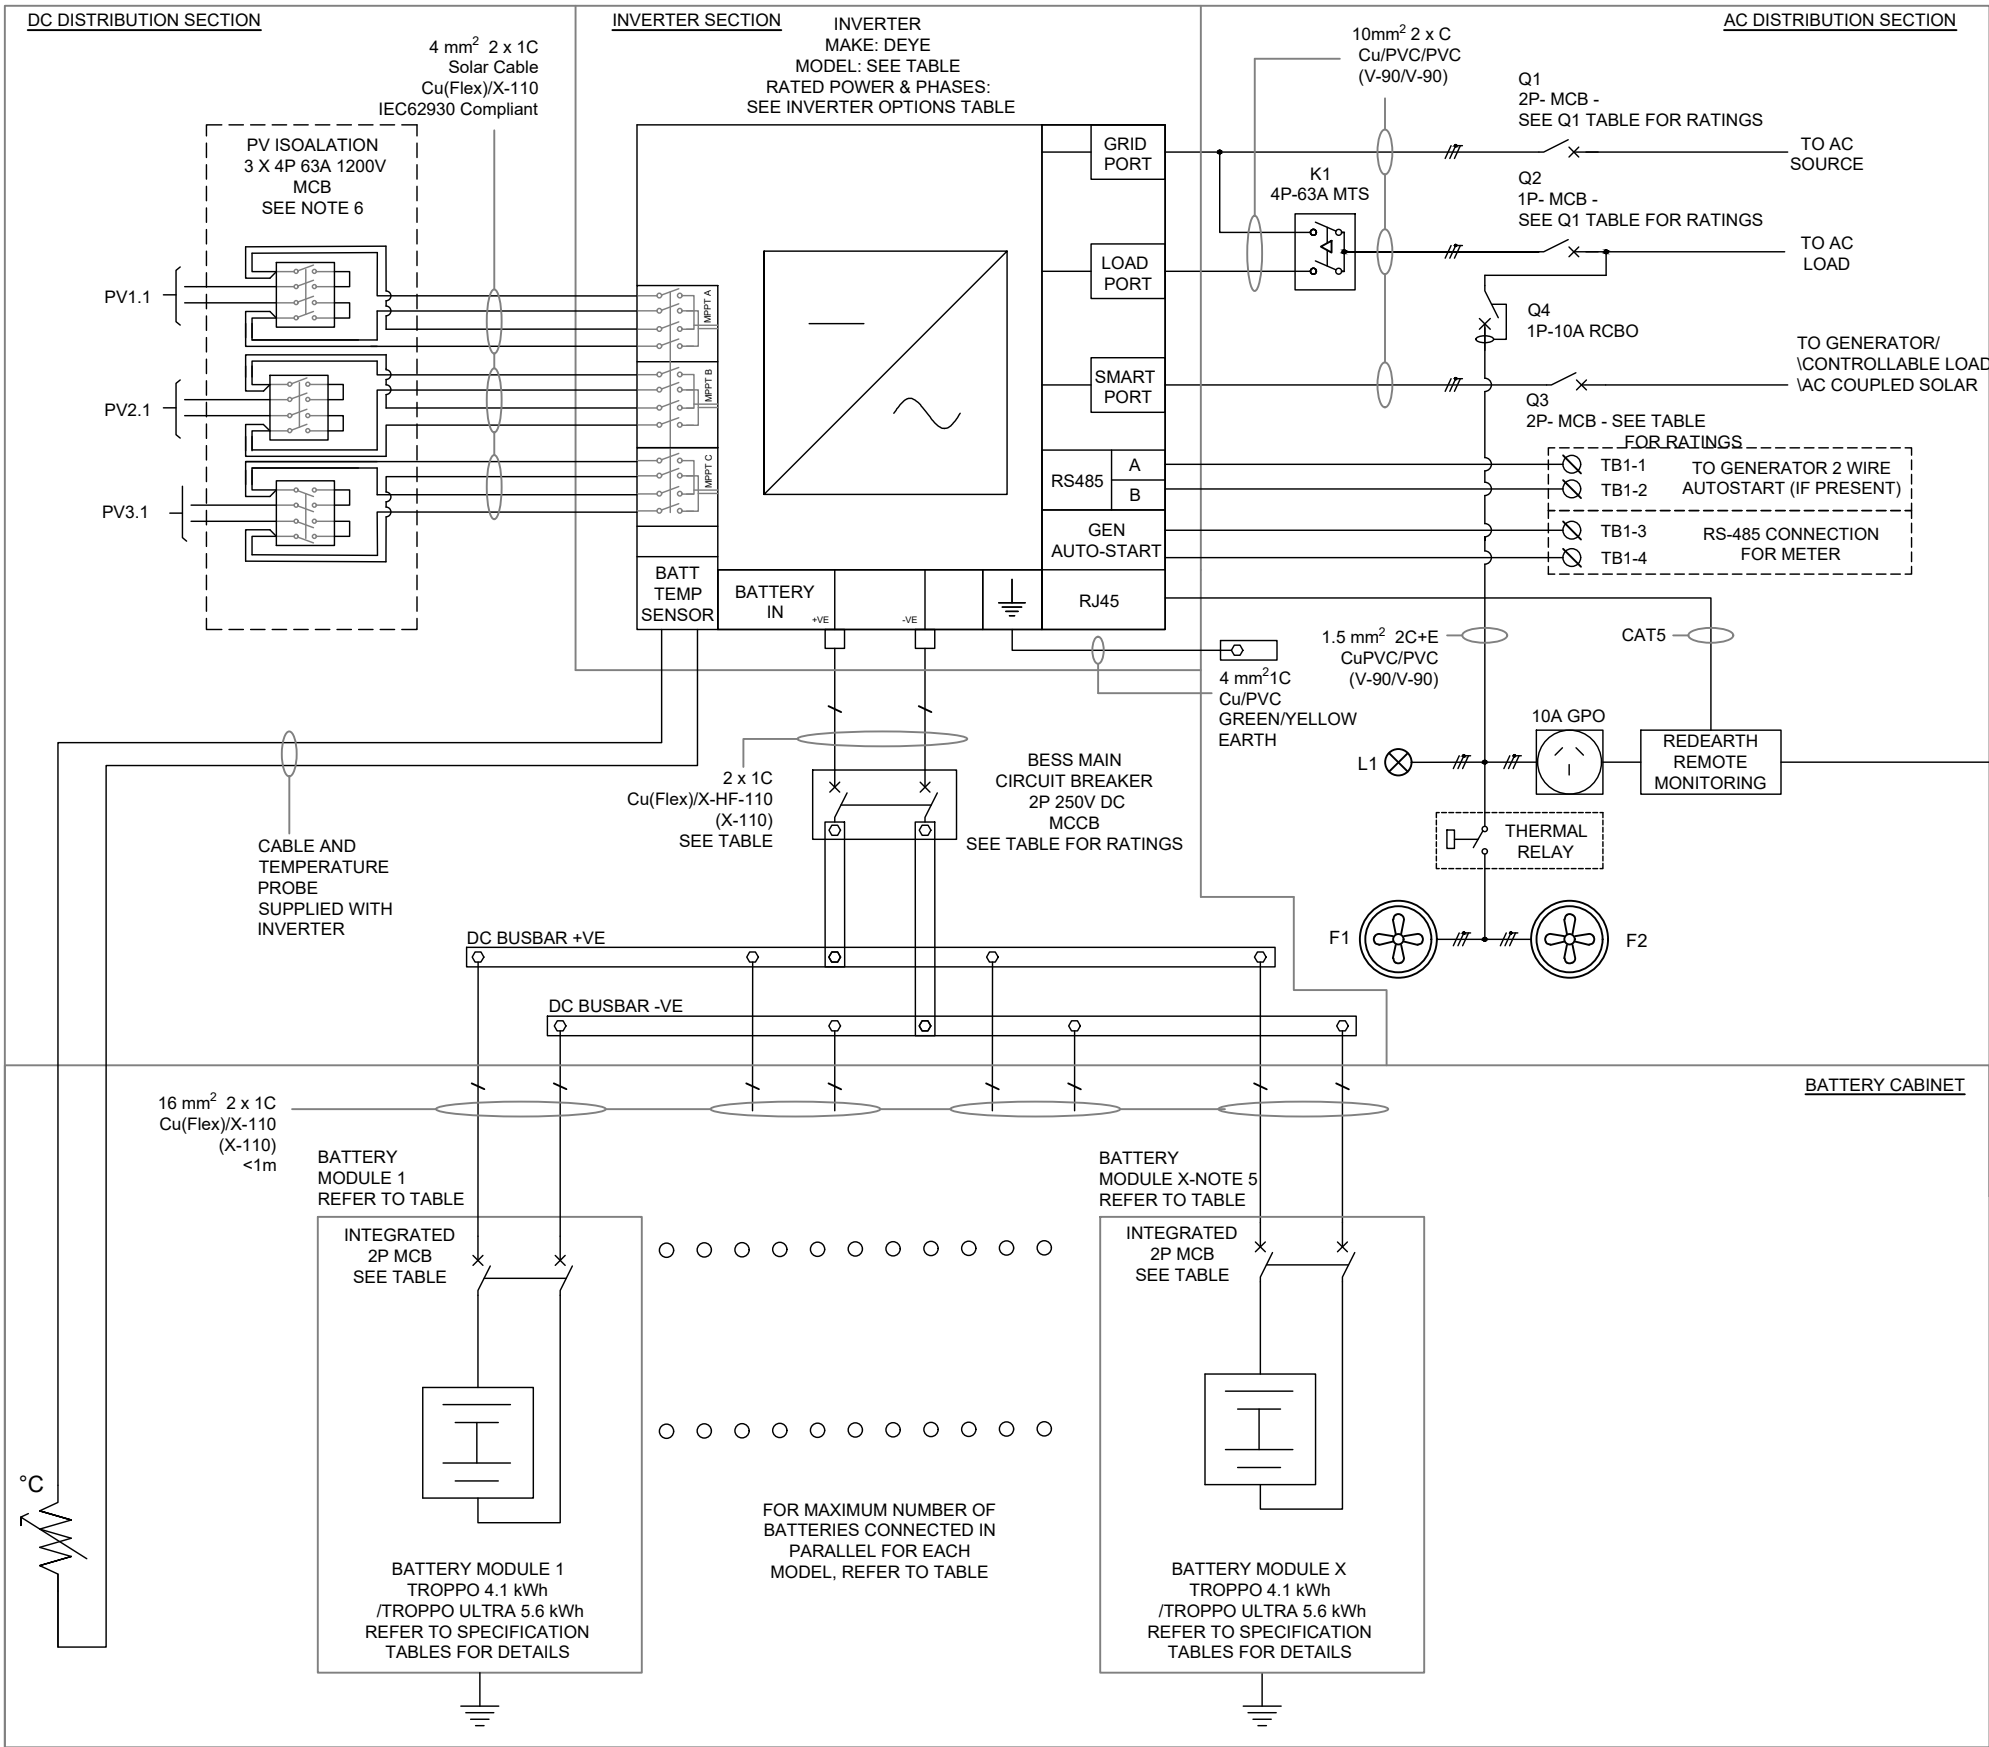 DC DISTRIBUTION SECTION
INVERTER SECTION
AC DISTRIBUTION SECTION
4 mm² 2 x 1C
Solar Cable
Cu(Flex)/X-110
IEC62930 Compliant
INVERTER
MAKE: DEYE
MODEL: SEE TABLE
RATED POWER & PHASES:
SEE INVERTER OPTIONS TABLE
10mm² 2 x C
Cu/PVC/PVC
(V-90/V-90)
Q1
2P- MCB -
SEE Q1 TABLE FOR RATINGS
TO AC
SOURCE
PV ISOALATION
3 X 4P 63A 1200V
MCB
SEE NOTE 6
GRID
PORT
K1
4P-63A MTS
Q2
1P- MCB -
SEE Q1 TABLE FOR RATINGS
TO AC
LOAD
LOAD
PORT
PV1.1
PV2.1
PV3.1
MPPT A
MPPT B
MPPT C
Q4
1P-10A RCBO
TO GENERATOR/
\CONTROLLABLE LOAD
\AC COUPLED SOLAR
SMART
PORT
Q3
2P- MCB - SEE TABLE
FOR RATINGS
RS485
A
B
TB1-1
TB1-2
TO GENERATOR 2 WIRE
AUTOSTART (IF PRESENT)
GEN
AUTO-START
TB1-3
TB1-4
RS-485 CONNECTION
FOR METER
BATT
TEMP
SENSOR
BATTERY
IN
+VE
-VE
RJ45
1.5 mm² 2C+E
CuPVC/PVC
(V-90/V-90)
CAT5
4 mm²1C
Cu/PVC
GREEN/YELLOW
EARTH
10A GPO
L1
REDEARTH
REMOTE
MONITORING
2 x 1C
Cu(Flex)/X-HF-110
(X-110)
SEE TABLE
BESS MAIN
CIRCUIT BREAKER
2P 250V DC
MCCB
SEE TABLE FOR RATINGS
THERMAL
RELAY
CABLE AND
TEMPERATURE
PROBE
SUPPLIED WITH
INVERTER
F1
F2
DC BUSBAR +VE
DC BUSBAR -VE
BATTERY CABINET
16 mm² 2 x 1C
Cu(Flex)/X-110
(X-110)
<1m
BATTERY
MODULE 1
REFER TO TABLE
BATTERY
MODULE X-NOTE 5
REFER TO TABLE
INTEGRATED
2P MCB
SEE TABLE
INTEGRATED
2P MCB
SEE TABLE
°C
FOR MAXIMUM NUMBER OF
BATTERIES CONNECTED IN
PARALLEL FOR EACH
MODEL, REFER TO TABLE
BATTERY MODULE 1
TROPPO 4.1 kWh
/TROPPO ULTRA 5.6 kWh
REFER TO SPECIFICATION
TABLES FOR DETAILS
BATTERY MODULE X
TROPPO 4.1 kWh
/TROPPO ULTRA 5.6 kWh
REFER TO SPECIFICATION
TABLES FOR DETAILS